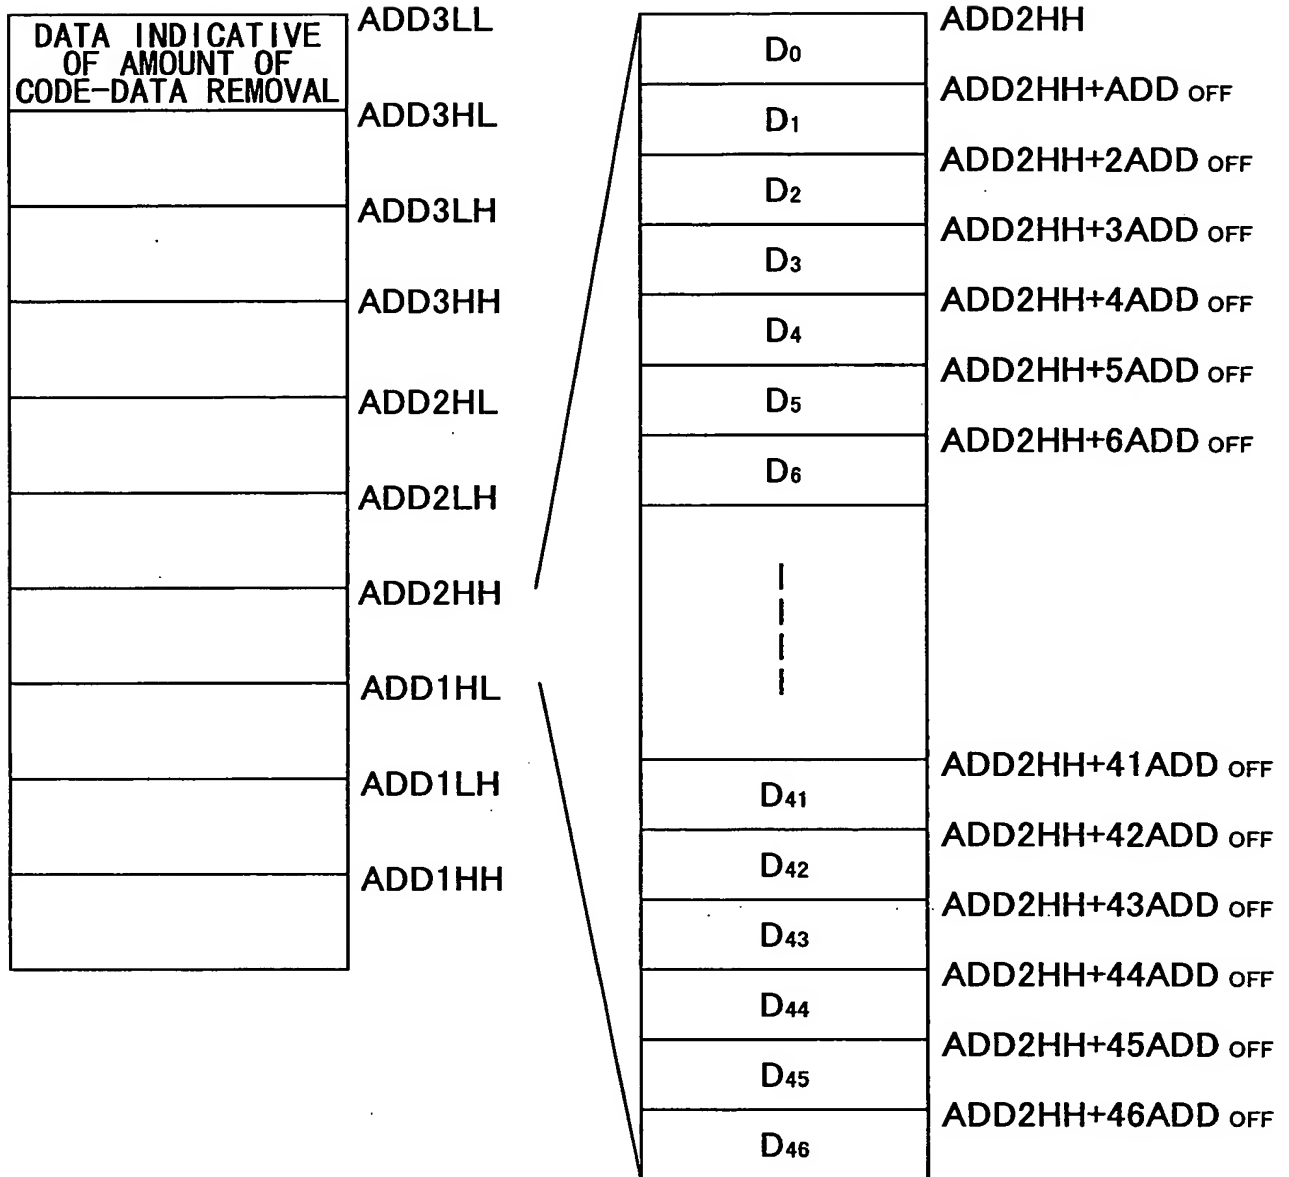 DATA INDICATIVE
OF AMOUNT OF
CODE-DATA REMOVAL
ADD3LL
ADD3HL
ADD3LH
ADD3HH
ADD2HL
ADD2LH
ADD2HH
ADD1HL
ADD1LH
ADD1HH
D0
ADD2HH
D1
ADD2HH+ADD OFF
D2
ADD2HH+2ADD OFF
D3
ADD2HH+3ADD OFF
D4
ADD2HH+4ADD OFF
D5
ADD2HH+5ADD OFF
D6
ADD2HH+6ADD OFF
D41
ADD2HH+41ADD OFF
D42
ADD2HH+42ADD OFF
D43
ADD2HH+43ADD OFF
D44
ADD2HH+44ADD OFF
D45
ADD2HH+45ADD OFF
D46
ADD2HH+46ADD OFF